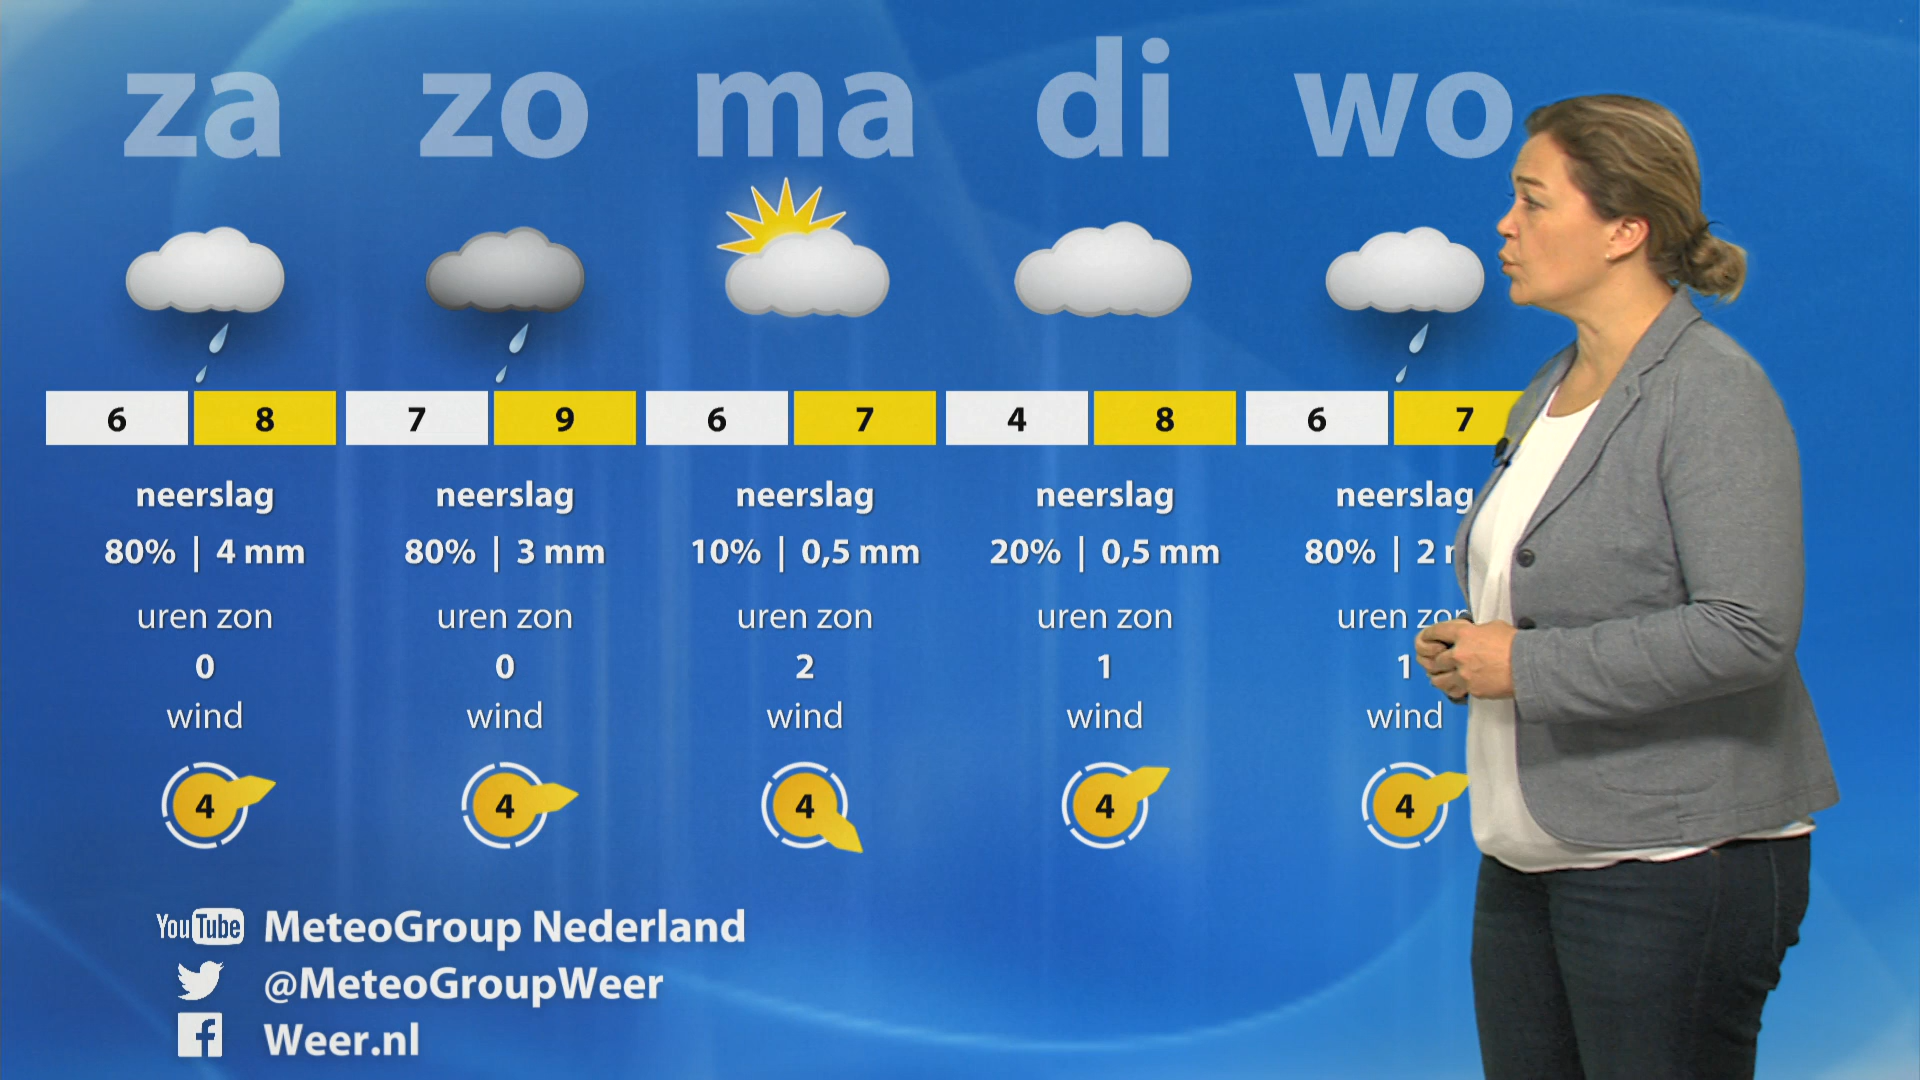 za zo ma di wo
6 8 7 9 6 7 4 8 6 7
neerslag neerslag neerslag neerslag neerslag
80% | 4 mm 80% | 3 mm 10% | 0,5 mm 20% | 0,5 mm 80% | 2
uren zon uren zon uren zon uren zon uren
0 0 2 1 1
wind wind wind wind wind
4 4 4 4 4
YouTube MeteoGroup Nederland
@MeteoGroupWeer
f Weer.nl